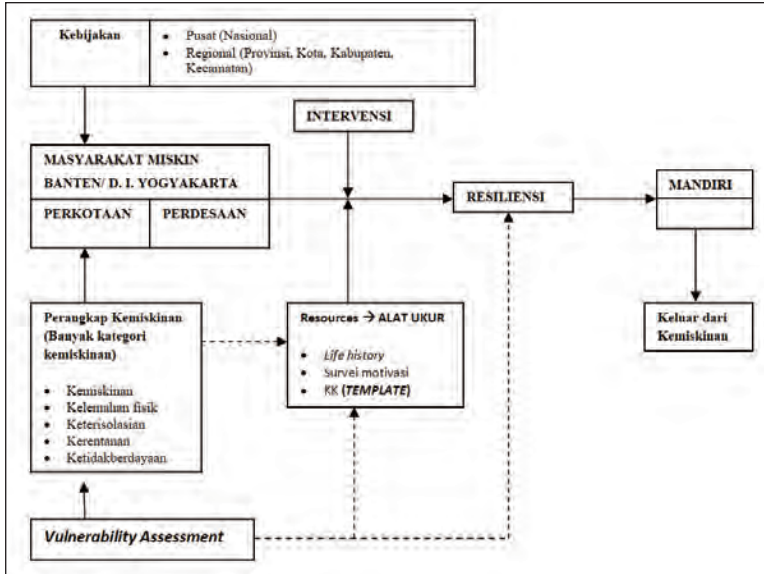 Kebijakan
• Pusat (Nasional)
• Regional (Provinsi, Kota, Kabupaten,
Kecamatan)
INTERVENSI
MASYARAKAT MISKIN
BANTEN/ D. I. YOGYAKARTA
PERKOTAAN
PERDESAAN
RESILIENSI
MANDIRI
Perangkap Kemiskinan
(Banyak kategori
kemiskinan)
• Kemiskinan
• Kelemahan fisik
• Keterisolasian
• Kerentanan
• Ketidakberdayaan
Resources → ALAT UKUR
• Life history
• Survei motivasi
• KK (TEMPLATE)
Keluar dari
Kemiskinan
Vulnerability Assessment